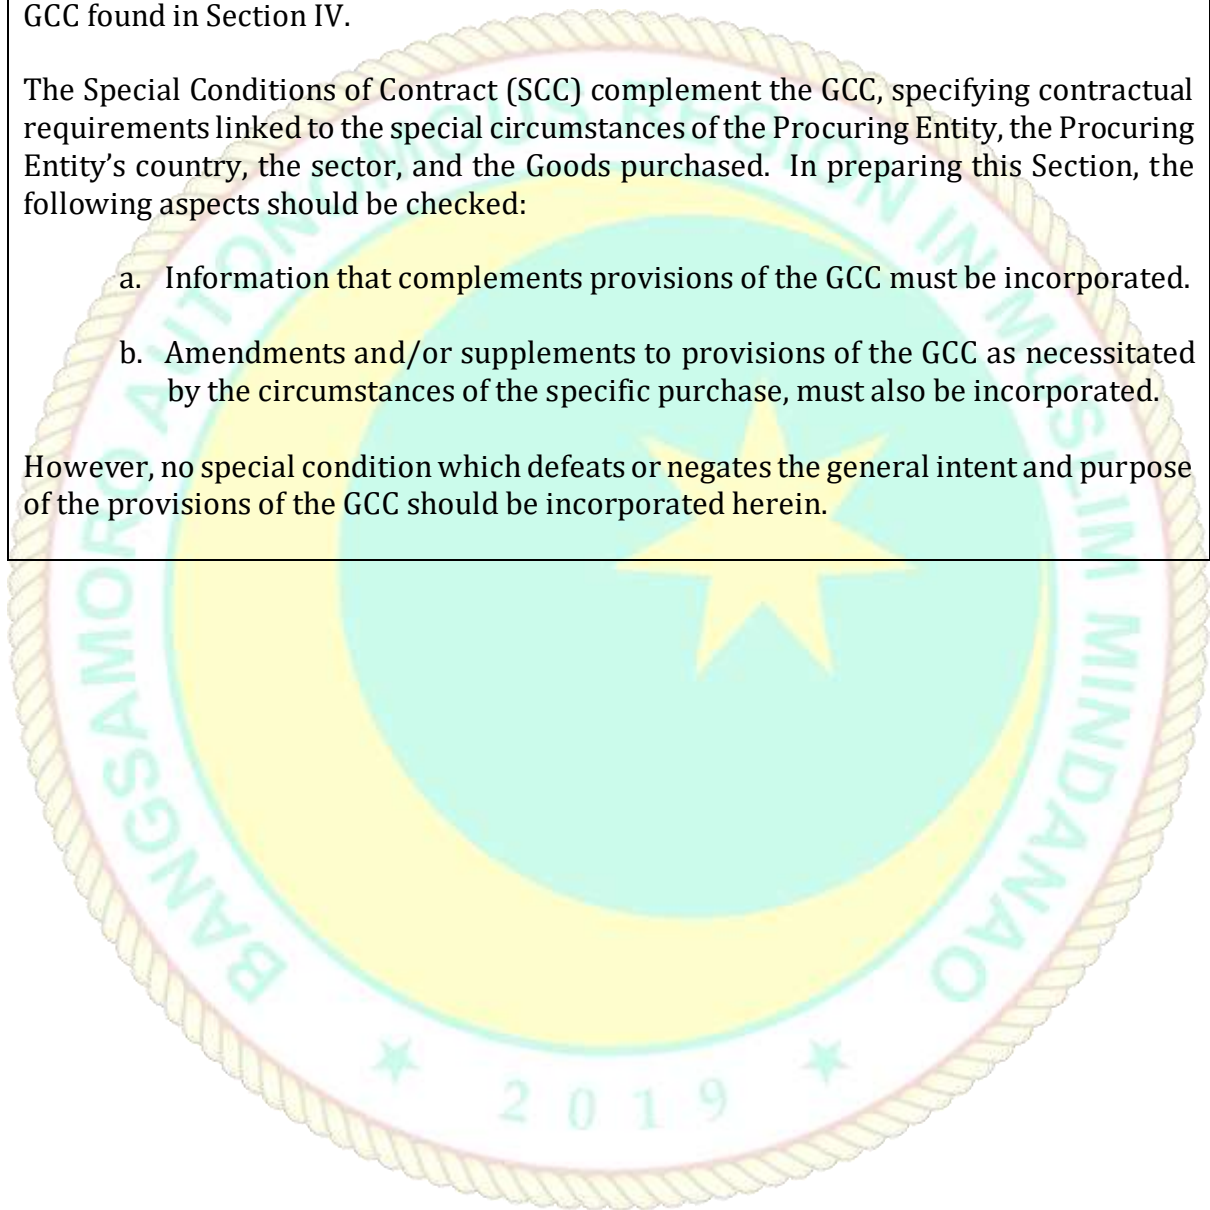 GCC found in Section IV.
The Special Conditions of Contract (SCC) complement the GCC, specifying contractual
requirements linked to the special circumstances of the Procuring Entity, the Procuring
Entity’s country, the sector, and the Goods purchased. In preparing this Section, the
following aspects should be checked:
a. Information that complements provisions of the GCC must be incorporated.
b. Amendments and/or supplements to provisions of the GCC as necessitated
by the circumstances of the specific purchase, must also be incorporated.
However, no special condition which defeats or negates the general intent and purpose
of the provisions of the GCC should be incorporated herein.
BANGSAMORO AUTONOMOUS REGION IN MUSLIM MINDANAO
2019